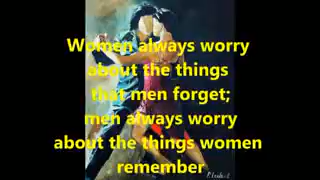 Women always worry
about the things
that men forget;
men always worry
about the things women
remember